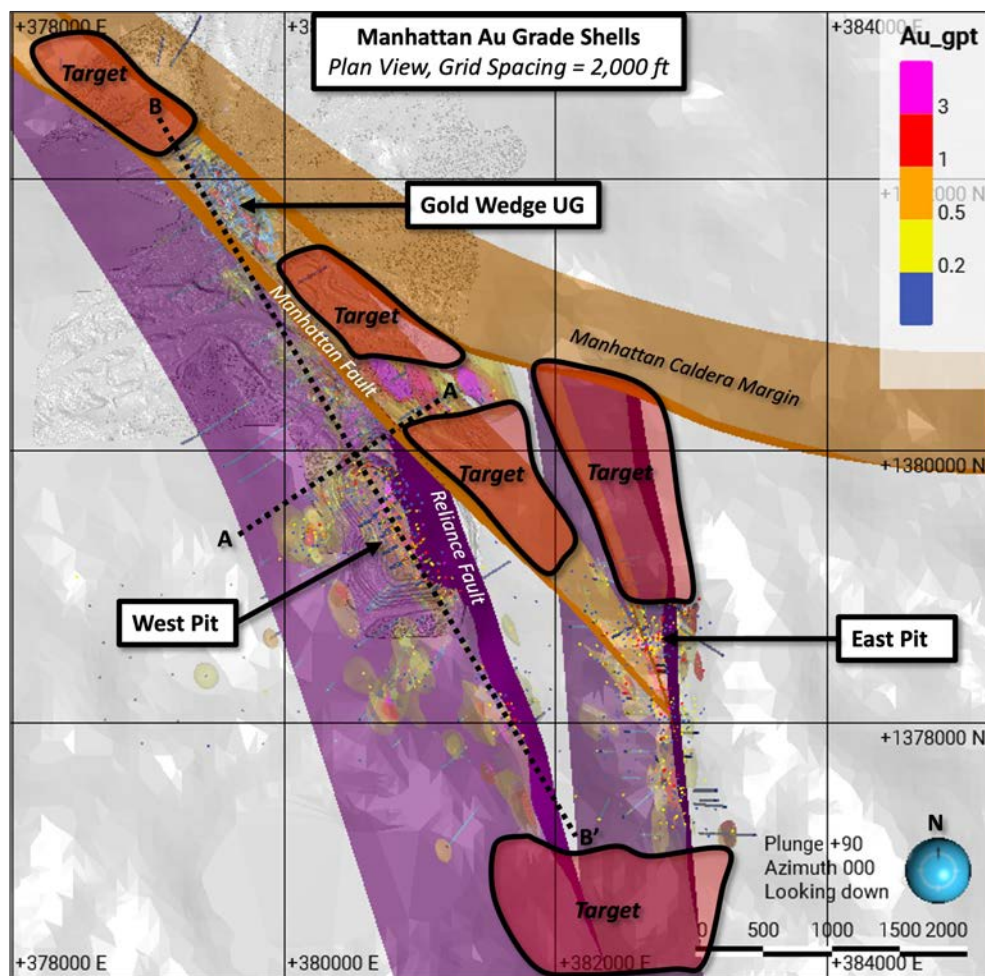 +378000 E
+384000 E
Manhattan Au Grade Shells
Plan View, Grid Spacing = 2,000 ft
Au_gpt
3
1
0.5
0.2
Target
B
Gold Wedge UG
Target
Manhattan Fault
Manhattan Caldera Margin
A
+1380000 N
Target
Target
A
Reliance Fault
West Pit
East Pit
+1378000 N
B'
N
Plunge +90
Azimuth 000
Looking down
Target
0 500 1000 1500 2000
+378000 E
+380000 E
+382000 E
+384000 E